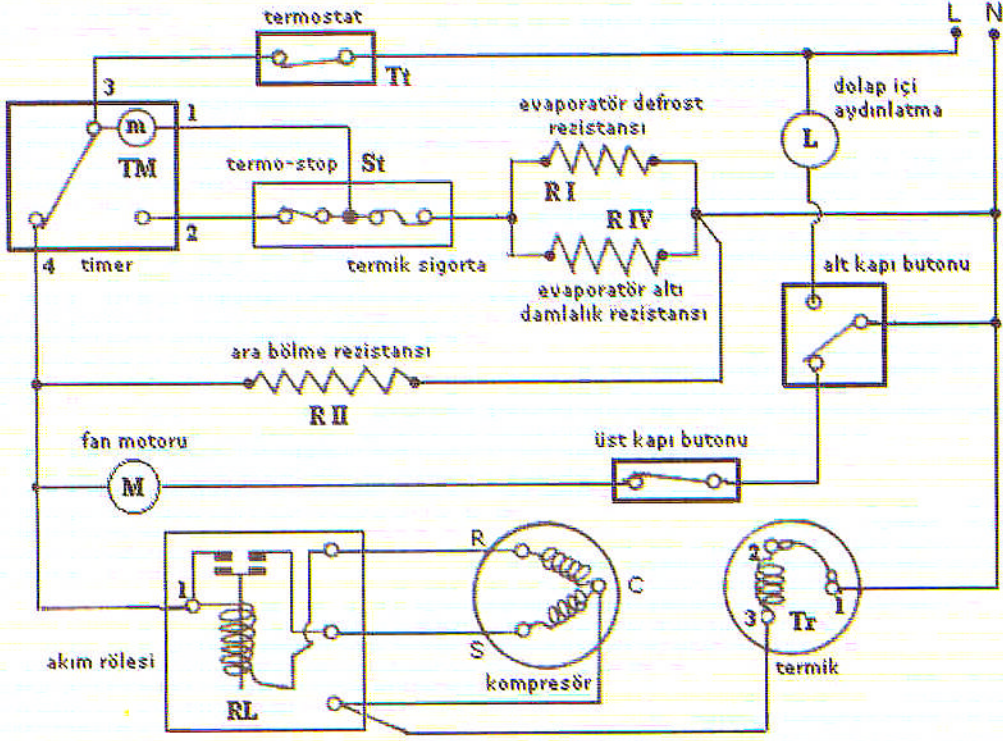 termostat
L N
Tt
3
dolap içi
aydınlatma
evaporatör defrost
rezistansı
m
1
L
TM
termo-stop St
R I
R IV
2
4 timer
termik sigorta
evaporatör altı
damlalık rezistansı
alt kapı butonu
ara bölme rezistansı
R II
fan motoru
üst kapı butonu
M
R
C
2
1
1
3
Tr
S
akım rölesi
kompresör
termik
RL